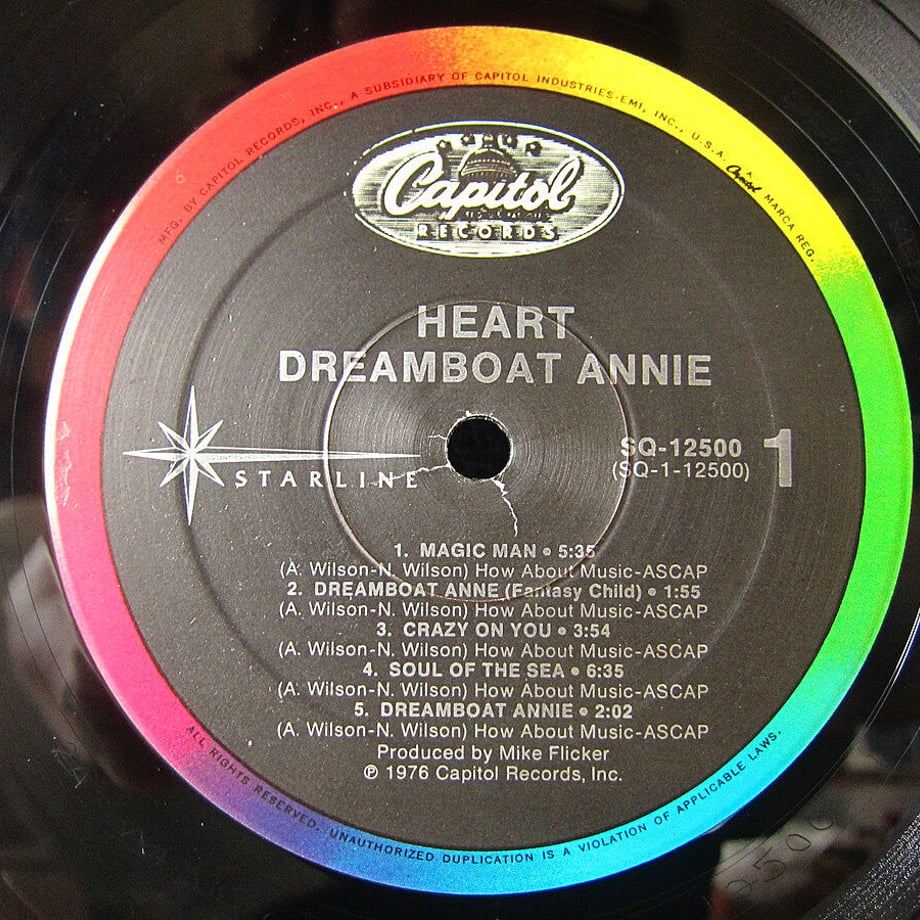 MFG. BY CAPITOL RECORDS, INC., A SUBSIDIARY OF CAPITOL INDUSTRIES-EMI, INC., U.S.A. Capitol MARCA REG.
Capitol
RECORDS
HEART
DREAMBOAT ANNIE
STARLINE
SQ-12500
(SQ-1-12500)
1
1. MAGIC MAN • 5:35
(A. Wilson-N. Wilson) How About Music-ASCAP
2. DREAMBOAT ANNE (Fantasy Child) • 1:55
(A. Wilson-N. Wilson) How About Music-ASCAP
3. CRAZY ON YOU • 3:54
(A. Wilson-N. Wilson) How About Music-ASCAP
4. SOUL OF THE SEA • 6:35
(A. Wilson-N. Wilson) How About Music-ASCAP
5. DREAMBOAT ANNIE • 2:02
(A. Wilson-N. Wilson) How About Music-ASCAP
Produced by Mike Flicker
℗ 1976 Capitol Records, Inc.
ALL RIGHTS RESERVED. UNAUTHORIZED DUPLICATION IS A VIOLATION OF APPLICABLE LAWS.